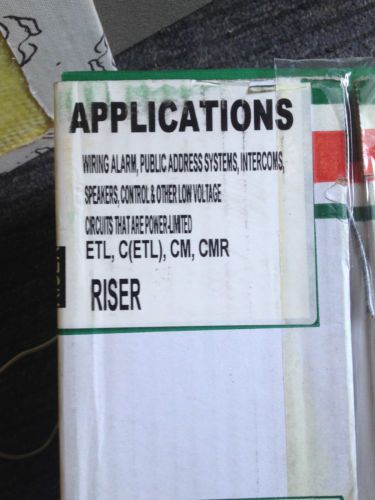 APPLICATIONS
WIRING ALARM, PUBLIC ADDRESS SYSTEMS, INTERCOMS,
SPEAKERS, CONTROL & OTHER LOW VOLTAGE
CIRCUITS THAT ARE POWER-LIMITED
ETL, C(ETL), CM, CMR
RISER